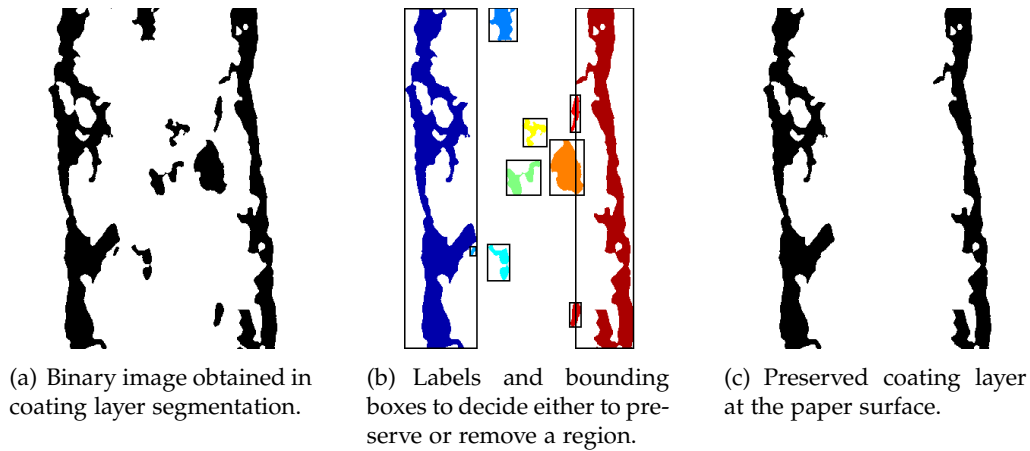 (a) Binary image obtained in
coating layer segmentation.
(b) Labels and bounding
boxes to decide either to pre-
serve or remove a region.
(c) Preserved coating layer
at the paper surface.